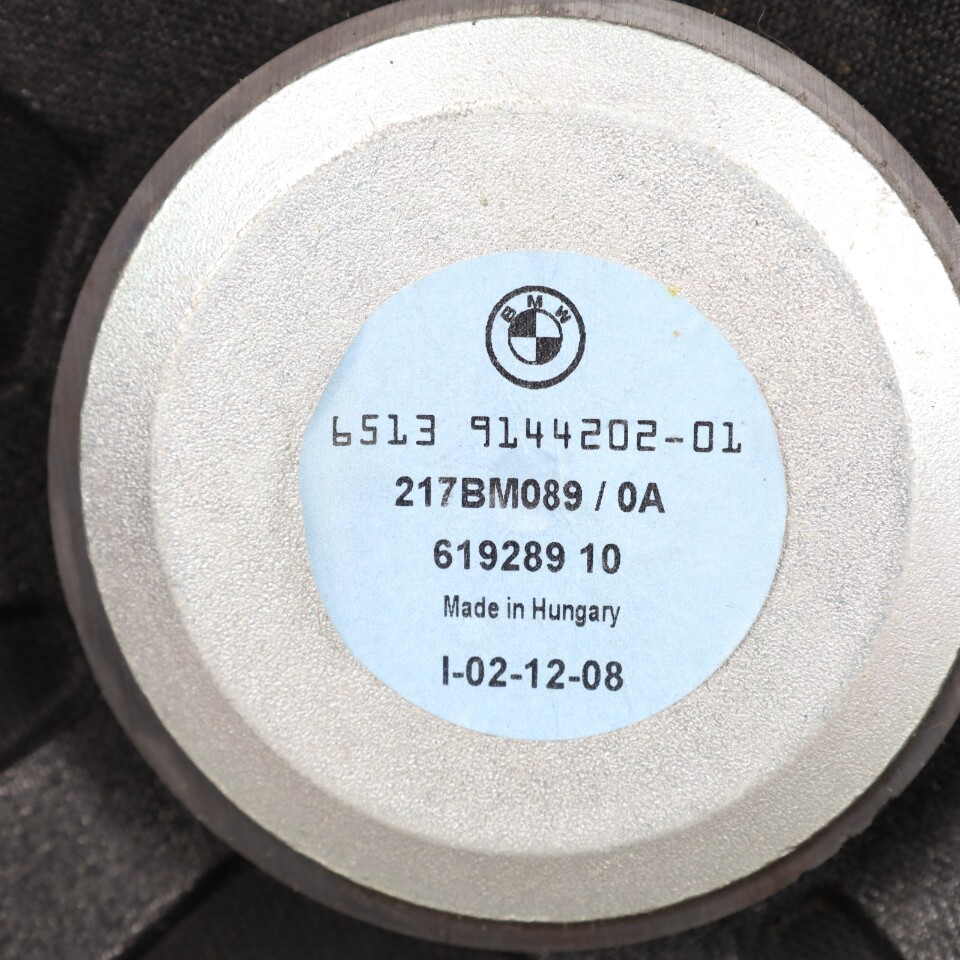 BMW
6513 9144202-01
217BM089 / 0A
619289 10
Made in Hungary
I-02-12-08